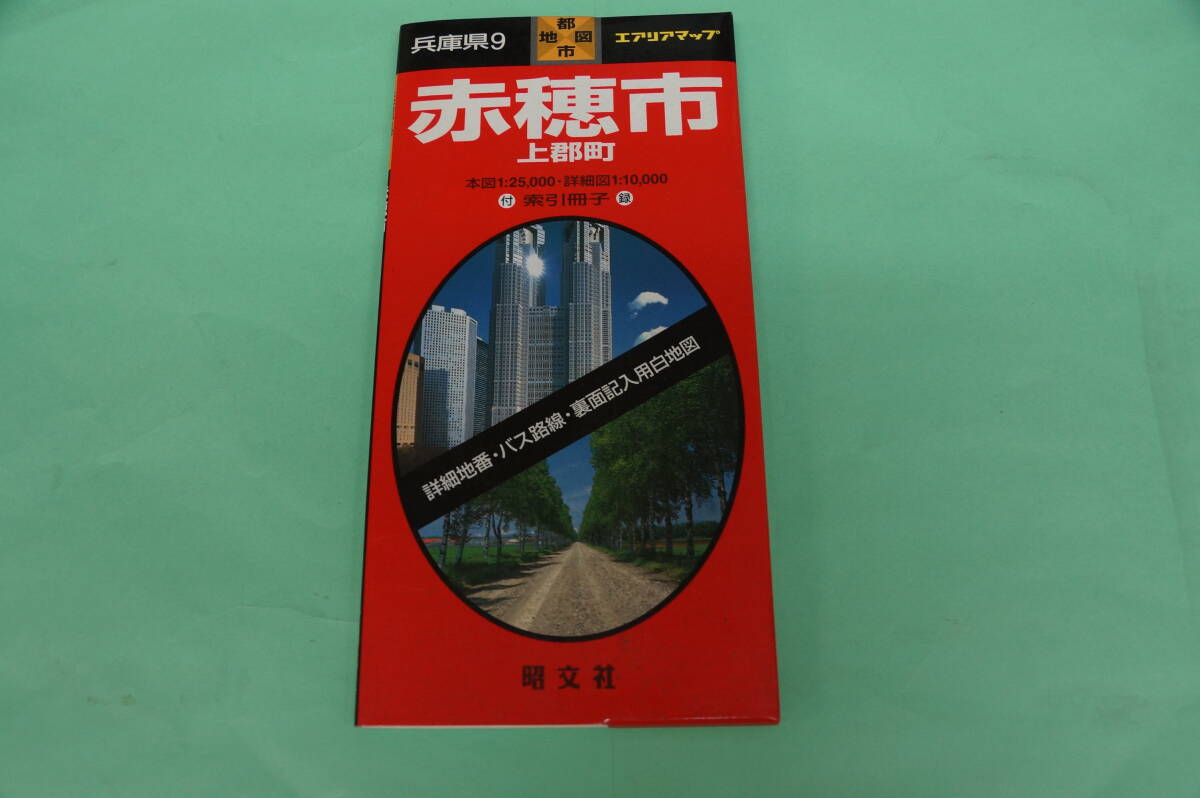 兵庫県9
都
地図
市
エアリアマップ
赤穂市
上郡町
本図1:25,000・詳細図1:10,000
付 索引冊子 録
詳細地番・バス路線・裏面記入用白地図
昭文社